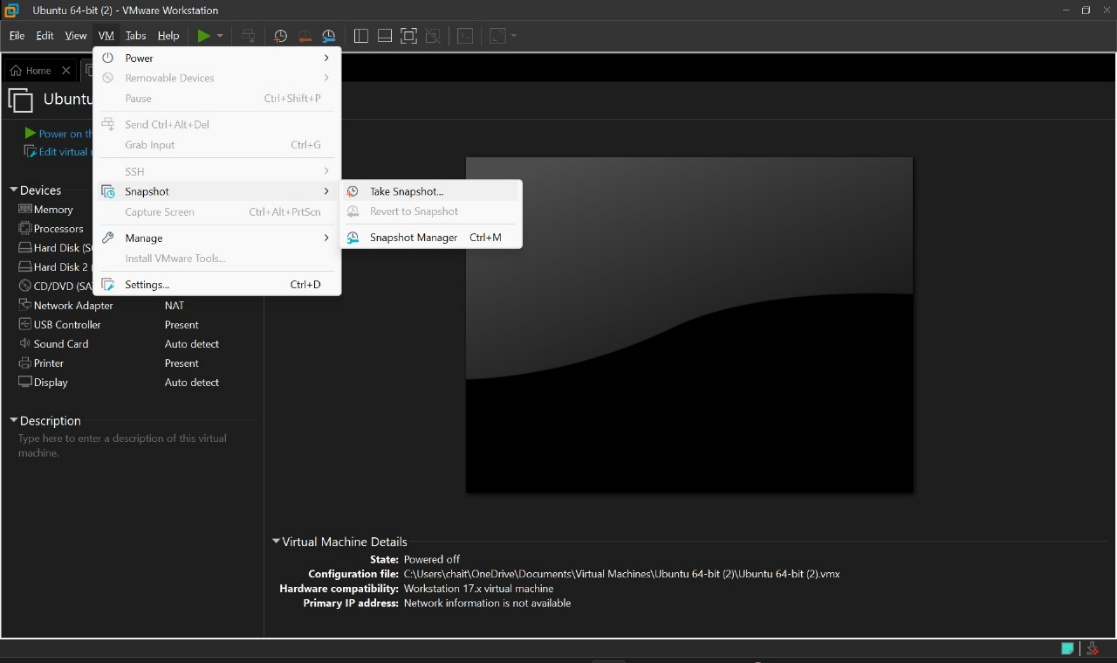 Ubuntu 64-bit (2) - VMware Workstation
File Edit View VM Tabs Help
Home
Ubuntu
Power on th
Edit virtual
Devices
Memory
Processors
Hard Disk (S
Hard Disk 2
CD/DVD (SA
Network Adapter NAT
USB Controller Present
Sound Card Auto detect
Printer Present
Display Auto detect
Description
Type here to enter a description of this virtual
machine.
Power
Removable Devices
Pause Ctrl+Shift+P
Send Ctrl+Alt+Del
Grab Input Ctrl+G
SSH
Snapshot
Capture Screen Ctrl+Alt+PrtScn
Manage
Install VMware Tools...
Settings... Ctrl+D
Take Snapshot...
Revert to Snapshot
Snapshot Manager Ctrl+M
Virtual Machine Details
State: Powered off
Configuration file: C:\Users\chait\OneDrive\Documents\Virtual Machines\Ubuntu 64-bit (2)\Ubuntu 64-bit (2).vmx
Hardware compatibility: Workstation 17.x virtual machine
Primary IP address: Network information is not available